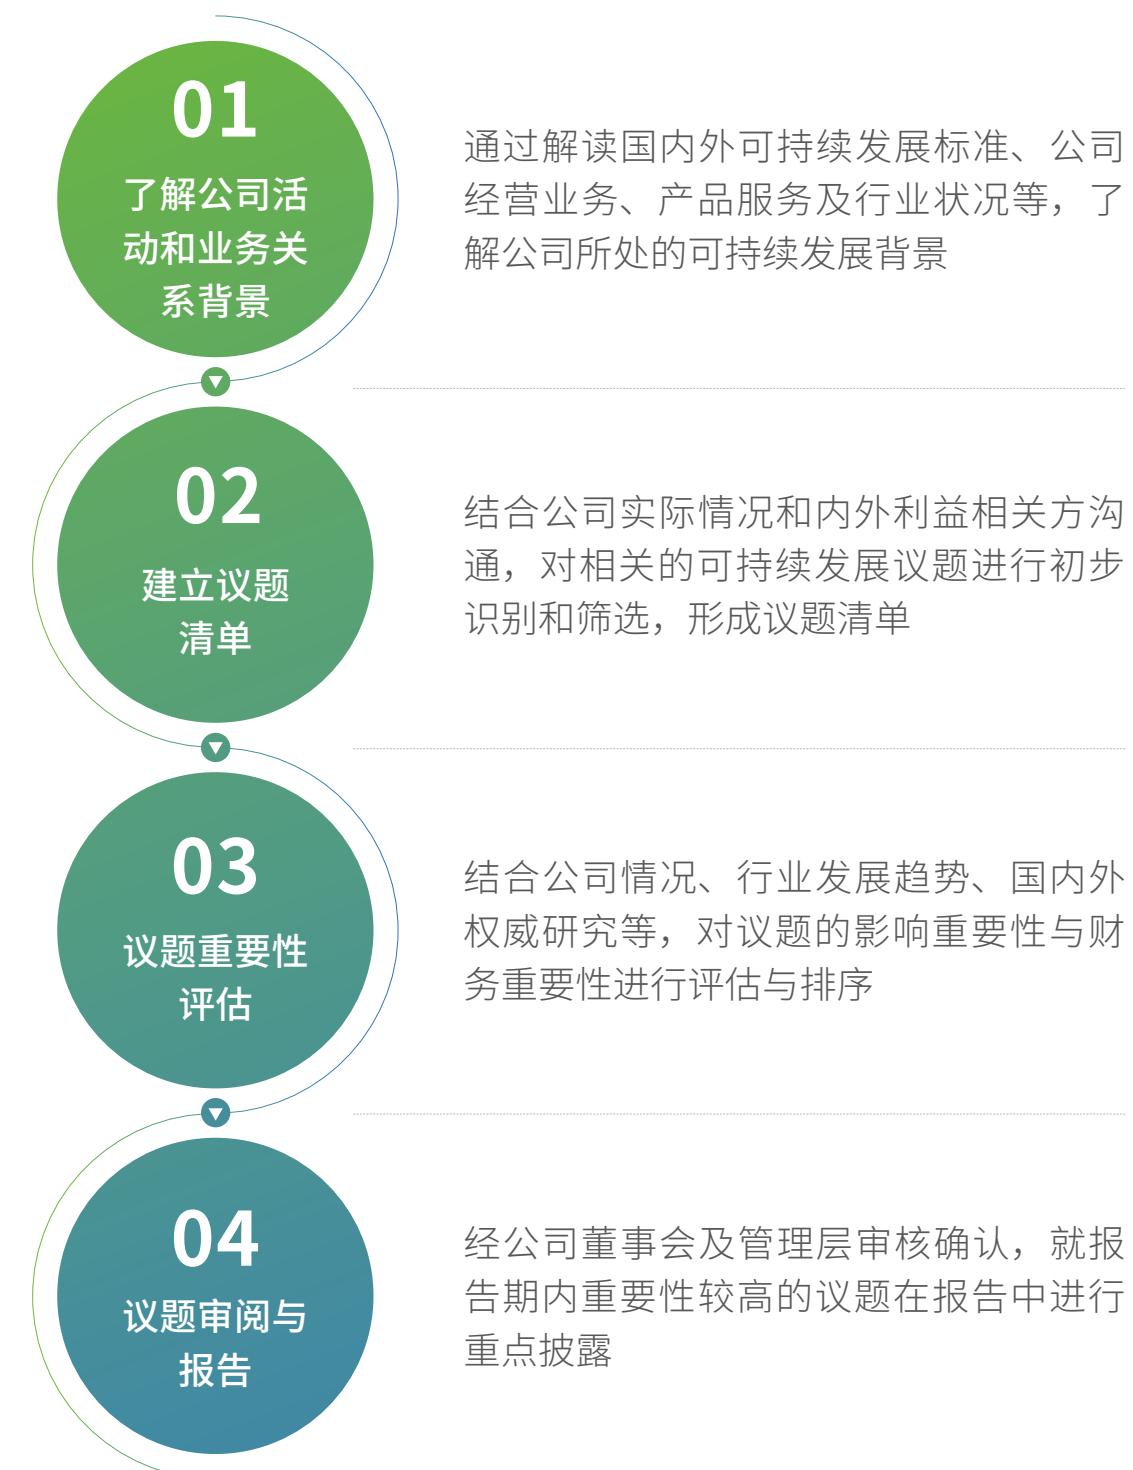 01
了解公司活
动和业务关
系背景
通过解读国内外可持续发展标准、公司
经营业务、产品服务及行业状况等，了
解公司所处的可持续发展背景
02
建立议题
清单
结合公司实际情况和内外利益相关方沟
通，对相关的可持续发展议题进行初步
识别和筛选，形成议题清单
03
议题重要性
评估
结合公司情况、行业发展趋势、国内外
权威研究等，对议题的影响重要性与财
务重要性进行评估与排序
04
议题审阅与
报告
经公司董事会及管理层审核确认，就报
告期内重要性较高的议题在报告中进行
重点披露